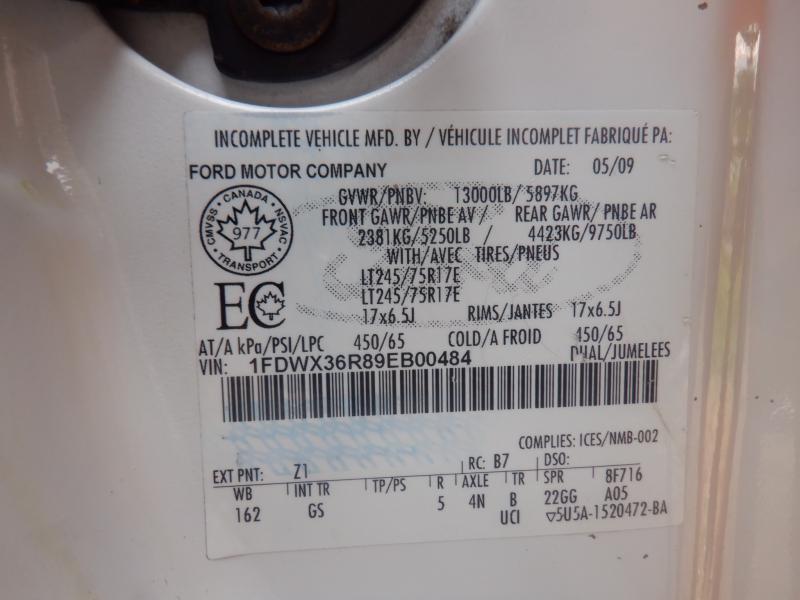 INCOMPLETE VEHICLE MFD. BY / VÉHICULE INCOMPLET FABRIQUÉ PA:
FORD MOTOR COMPANY DATE: 05/09
GVWR/PNBV: 13000LB/ 5897KG
FRONT GAWR/PNBE AV / REAR GAWR/ PNBE AR
2381KG/5250LB / 4423KG/9750LB
WITH/AVEC TIRES/PNEUS
LT245/75R17E
LT245/75R17E
17x6.5J RIMS/JANTES 17x6.5J
AT/A kPa/PSI/LPC 450/65 COLD/A FROID 450/65
DUAL/JUMELEES
VIN: 1FDWX36R89EB00484
CMVSS • CANADA • NSVAC • TRANSPORT •
977
EC
COMPLIES: ICES/NMB-002
EXT PNT: Z1 RC: B7 DSO:
WB INT TR TP/PS R AXLE TR SPR 8F716
162 GS 5 4N B 22GG A05
UCI ▽5U5A-1520472-BA